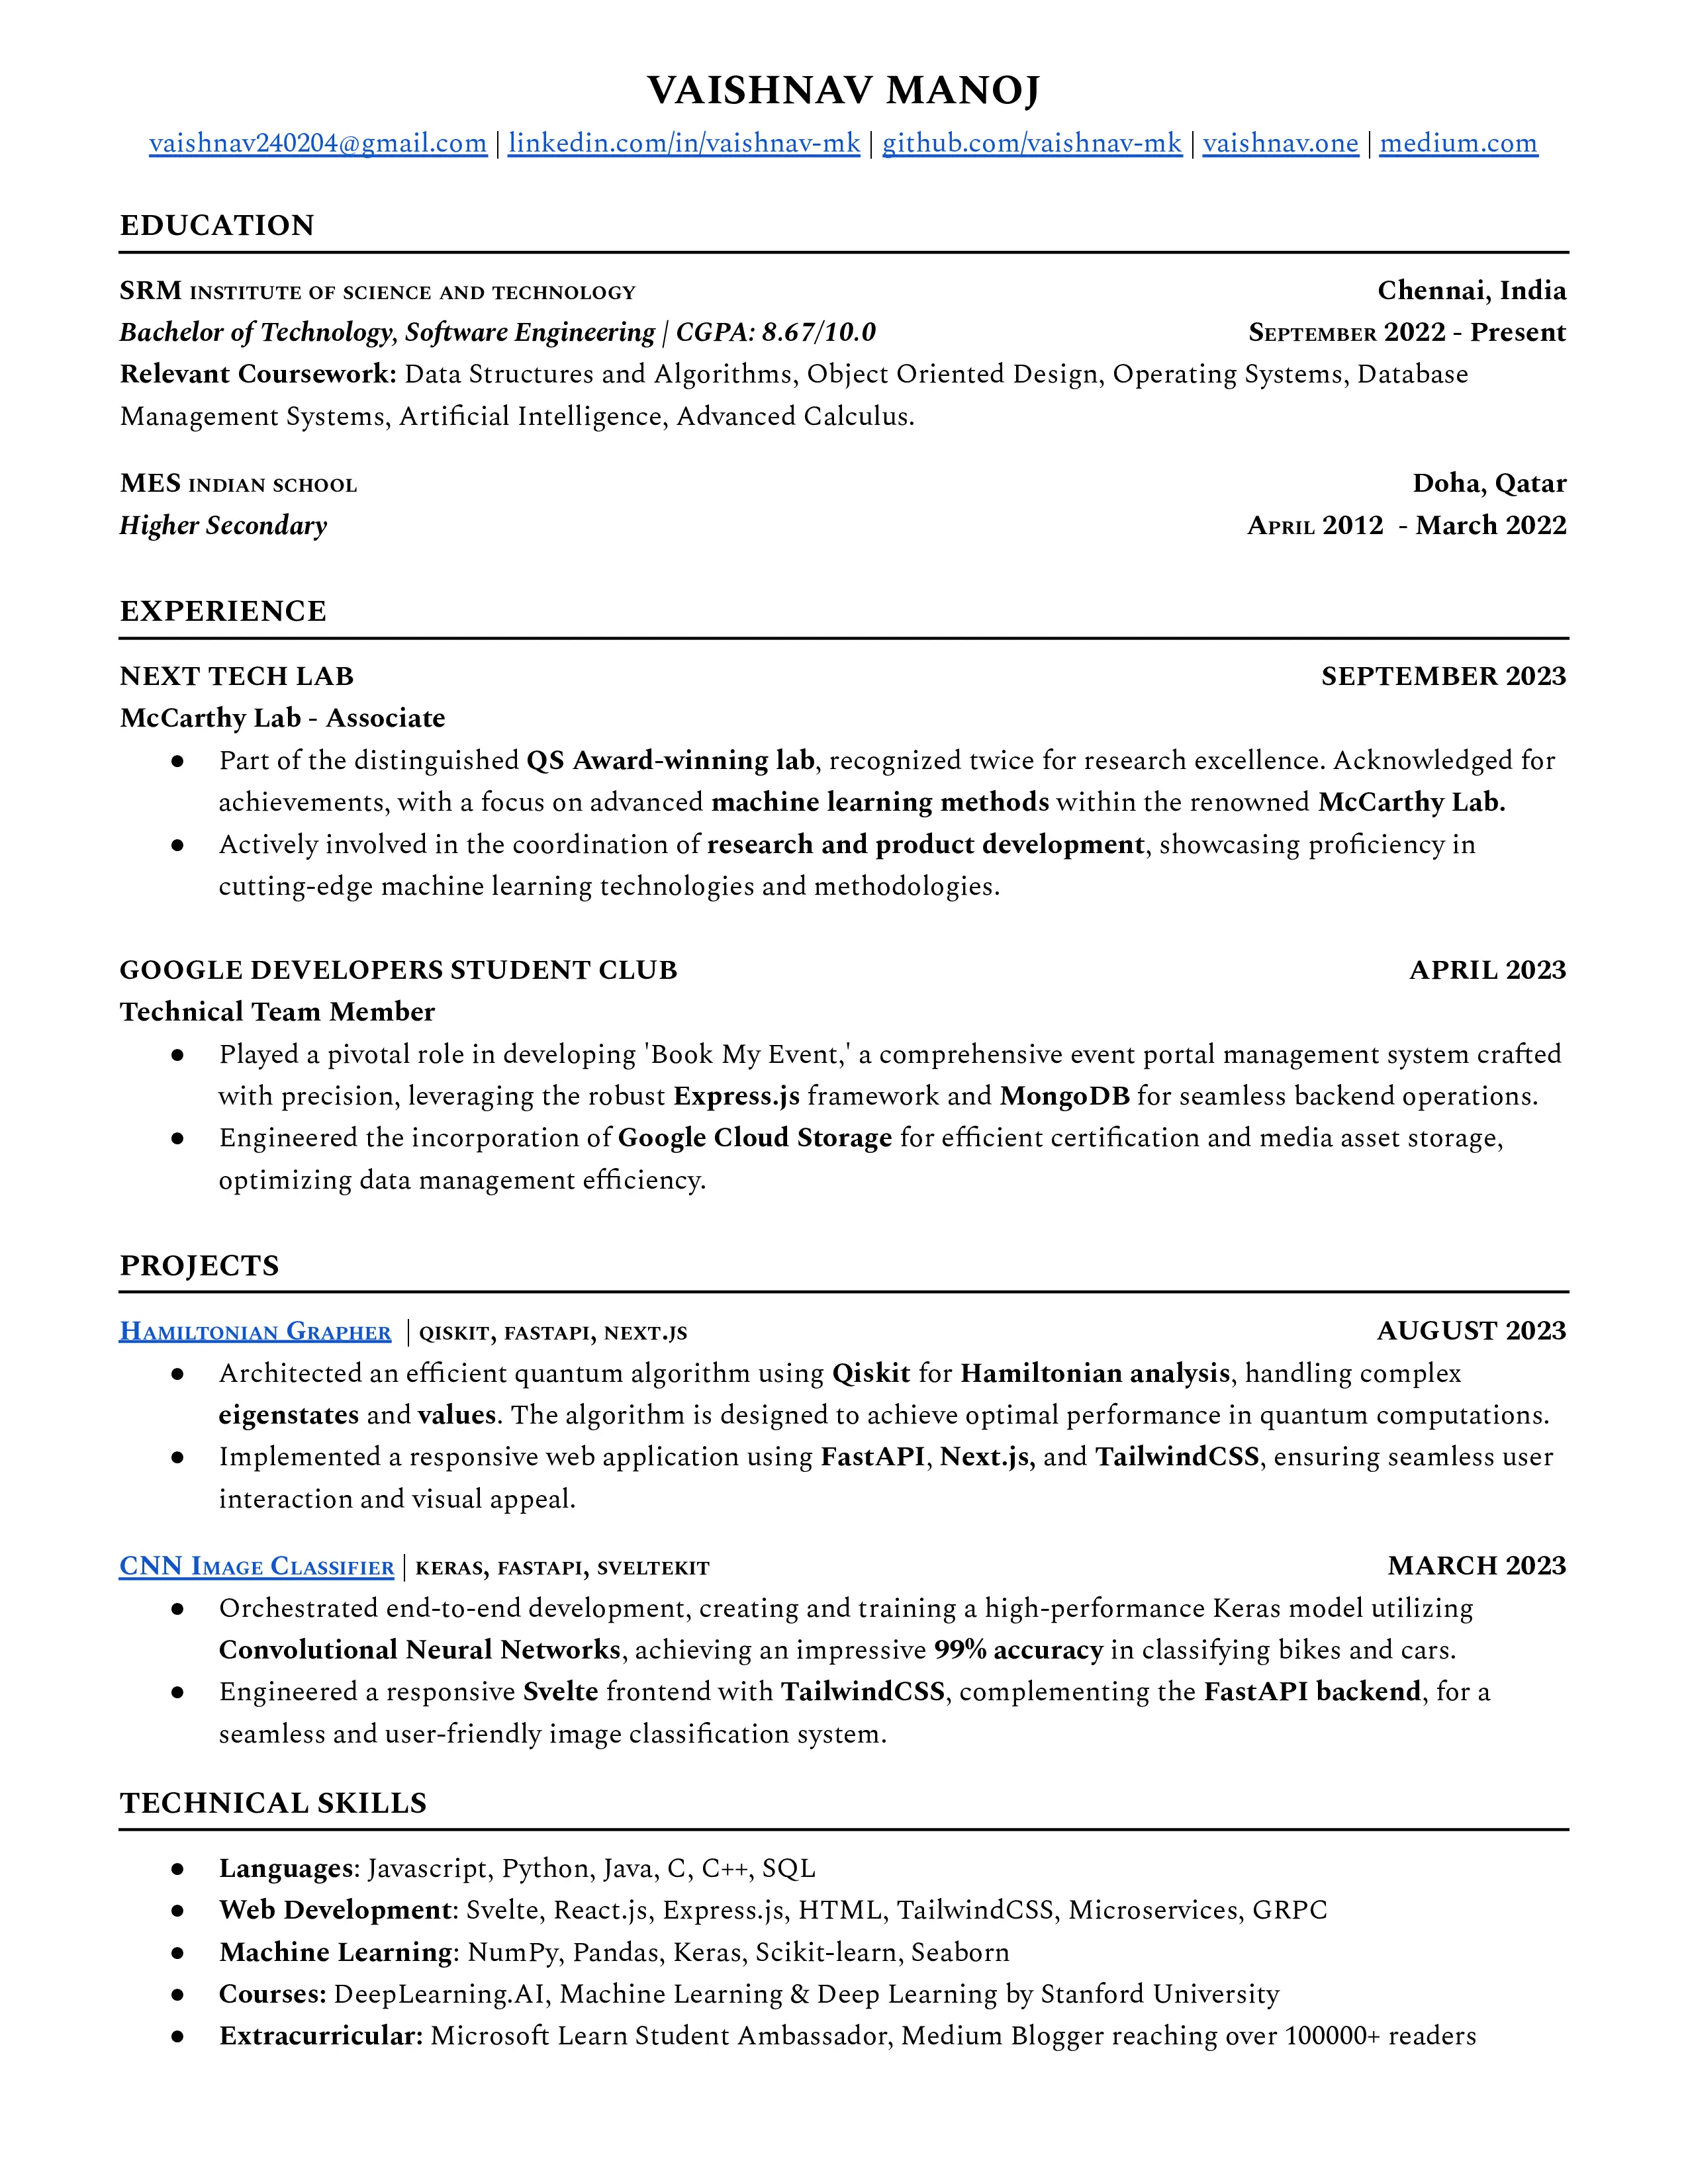 VAISHNAV MANOJ
vaishnav240204@gmail.com | linkedin.com/in/vaishnav-mk | github.com/vaishnav-mk | vaishnav.one | medium.com
EDUCATION
SRM INSTITUTE OF SCIENCE AND TECHNOLOGY Chennai, India
Bachelor of Technology, Software Engineering | CGPA: 8.67/10.0 September 2022 - Present
Relevant Coursework: Data Structures and Algorithms, Object Oriented Design, Operating Systems, Database
Management Systems, Artificial Intelligence, Advanced Calculus.
MES INDIAN SCHOOL Doha, Qatar
Higher Secondary April 2012 - March 2022
EXPERIENCE
NEXT TECH LAB SEPTEMBER 2023
McCarthy Lab - Associate
● Part of the distinguished QS Award-winning lab, recognized twice for research excellence. Acknowledged for
achievements, with a focus on advanced machine learning methods within the renowned McCarthy Lab.
● Actively involved in the coordination of research and product development, showcasing proficiency in
cutting-edge machine learning technologies and methodologies.
GOOGLE DEVELOPERS STUDENT CLUB APRIL 2023
Technical Team Member
● Played a pivotal role in developing 'Book My Event,' a comprehensive event portal management system crafted
with precision, leveraging the robust Express.js framework and MongoDB for seamless backend operations.
● Engineered the incorporation of Google Cloud Storage for efficient certification and media asset storage,
optimizing data management efficiency.
PROJECTS
Hamiltonian Grapher | QISKIT, FASTAPI, NEXT.JS AUGUST 2023
● Architected an efficient quantum algorithm using Qiskit for Hamiltonian analysis, handling complex
eigenstates and values. The algorithm is designed to achieve optimal performance in quantum computations.
● Implemented a responsive web application using FastAPI, Next.js, and TailwindCSS, ensuring seamless user
interaction and visual appeal.
CNN Image Classifier | KERAS, FASTAPI, SVELTEKIT MARCH 2023
● Orchestrated end-to-end development, creating and training a high-performance Keras model utilizing
Convolutional Neural Networks, achieving an impressive 99% accuracy in classifying bikes and cars.
● Engineered a responsive Svelte frontend with TailwindCSS, complementing the FastAPI backend, for a
seamless and user-friendly image classification system.
TECHNICAL SKILLS
● Languages: Javascript, Python, Java, C, C++, SQL
● Web Development: Svelte, React.js, Express.js, HTML, TailwindCSS, Microservices, GRPC
● Machine Learning: NumPy, Pandas, Keras, Scikit-learn, Seaborn
● Courses: DeepLearning.AI, Machine Learning & Deep Learning by Stanford University
● Extracurricular: Microsoft Learn Student Ambassador, Medium Blogger reaching over 100000+ readers